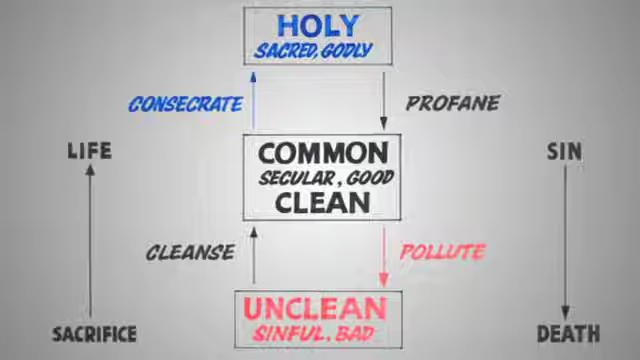 HOLY
SACRED, GODLY
CONSECRATE
PROFANE
LIFE
COMMON
SECULAR, GOOD
CLEAN
SIN
CLEANSE
POLLUTE
UNCLEAN
SINFUL, BAD
SACRIFICE
DEATH